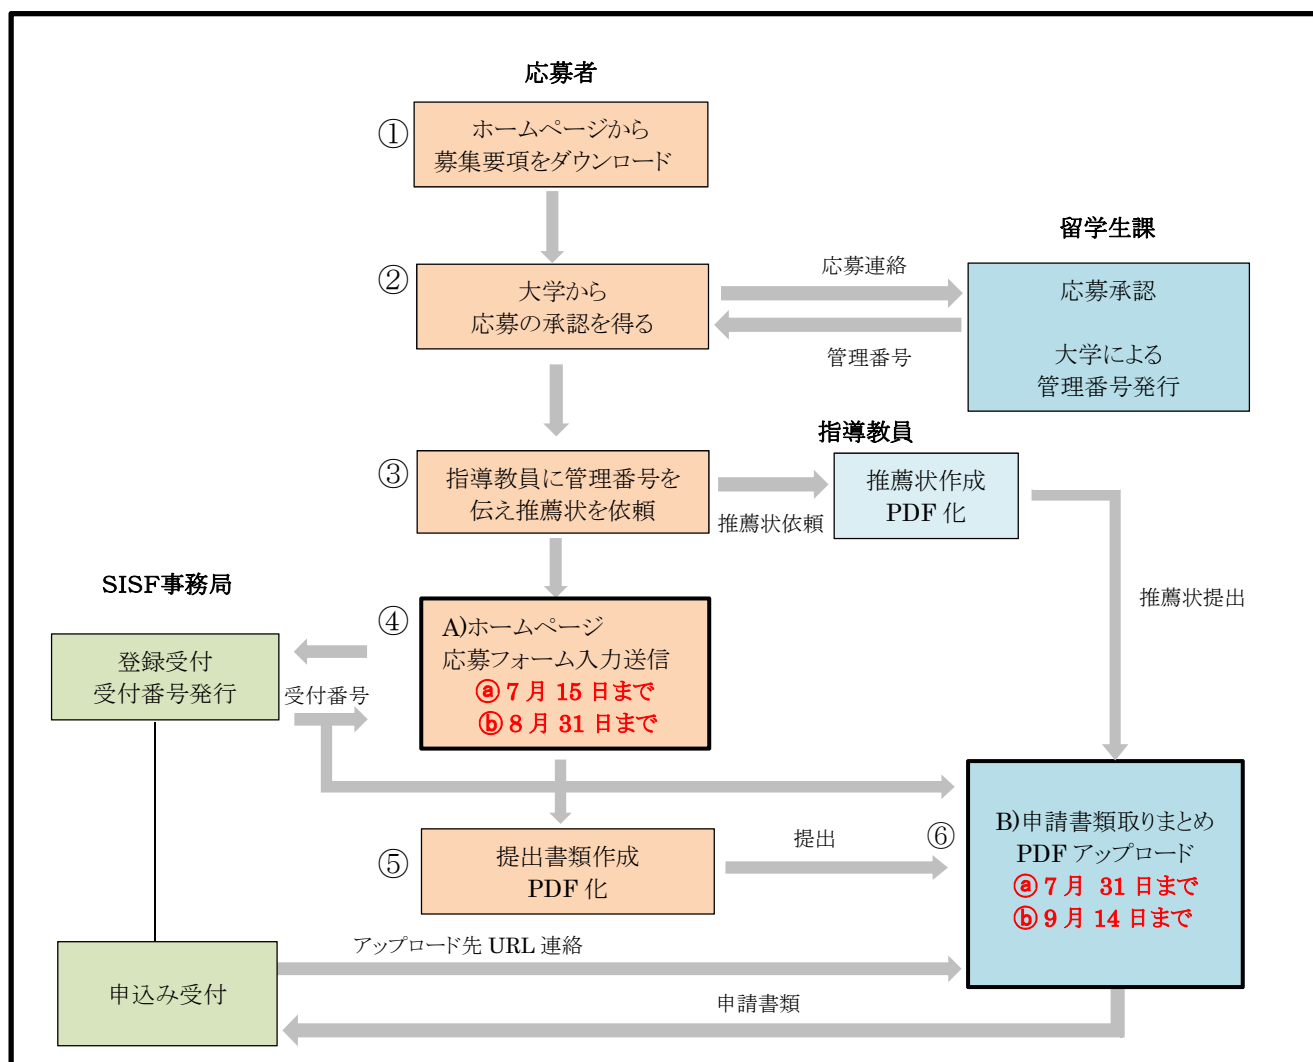 応募者
①
ホームページから
募集要項をダウンロード
留学生課
②
大学から
応募の承認を得る
応募連絡
管理番号
応募承認
大学による
管理番号発行
指導教員
③
指導教員に管理番号を
伝え推薦状を依頼
推薦状依頼
推薦状作成
PDF 化
推薦状提出
SISF事務局
④
A)ホームページ
応募フォーム入力送信
ⓐ 7 月 15 日まで
ⓑ 8 月 31 日まで
登録受付
受付番号発行
受付番号
⑤
提出書類作成
PDF 化
提出
⑥
B)申請書類取りまとめ
PDF アップロード
ⓐ 7 月 31 日まで
ⓑ 9 月 14 日まで
アップロード先 URL 連絡
申込み受付
申請書類